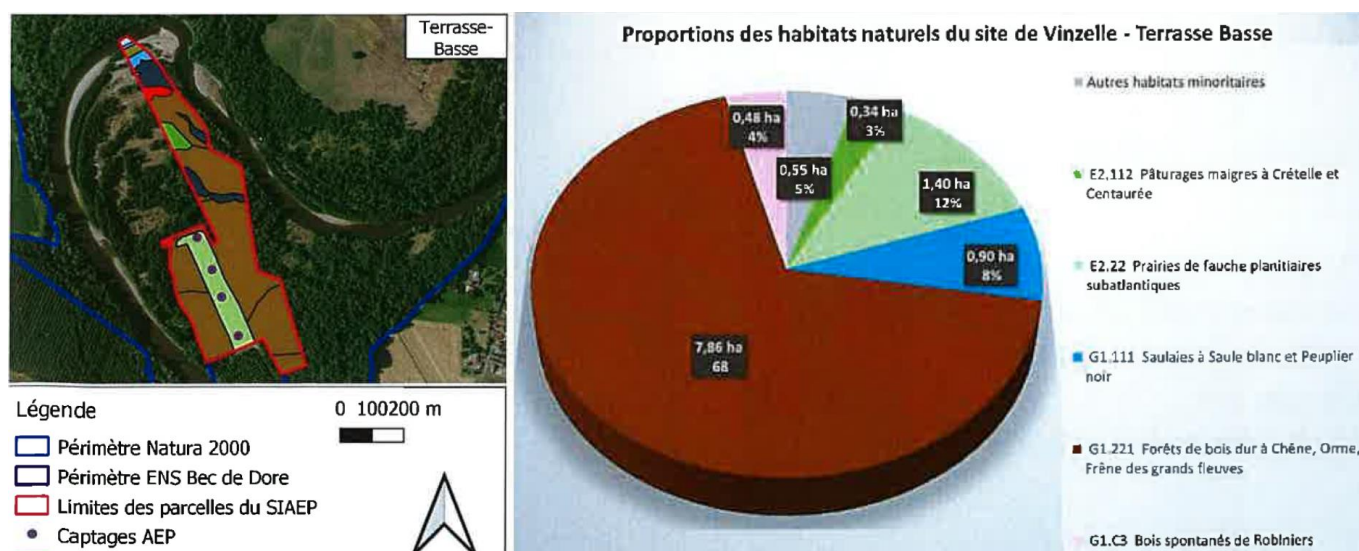 Terrasse-
Basse
Légende
0 100200 m
Périmètre Natura 2000
Périmètre ENS Bec de Dore
Limites des parcelles du SIAEP
Captages AEP
Proportions des habitats naturels du site de Vinzelle - Terrasse Basse
0,48 ha
4%
0,55 ha
5%
0,34 ha
3%
1,40 ha
12%
0,90 ha
8%
7,86 ha
68
Autres habitats minoritaires
E2,112 Pâturages maigres à Crételle et
Centaurée
E2.22 Prairies de fauche planitiaires
subatlantiques
G1.111 Saulaies à Saule blanc et Peuplier
noir
G1.221 Forêts de bois dur à Chêne, Orme,
Frêne des grands fleuves
G1.C3 Bois spontanés de Robiniers